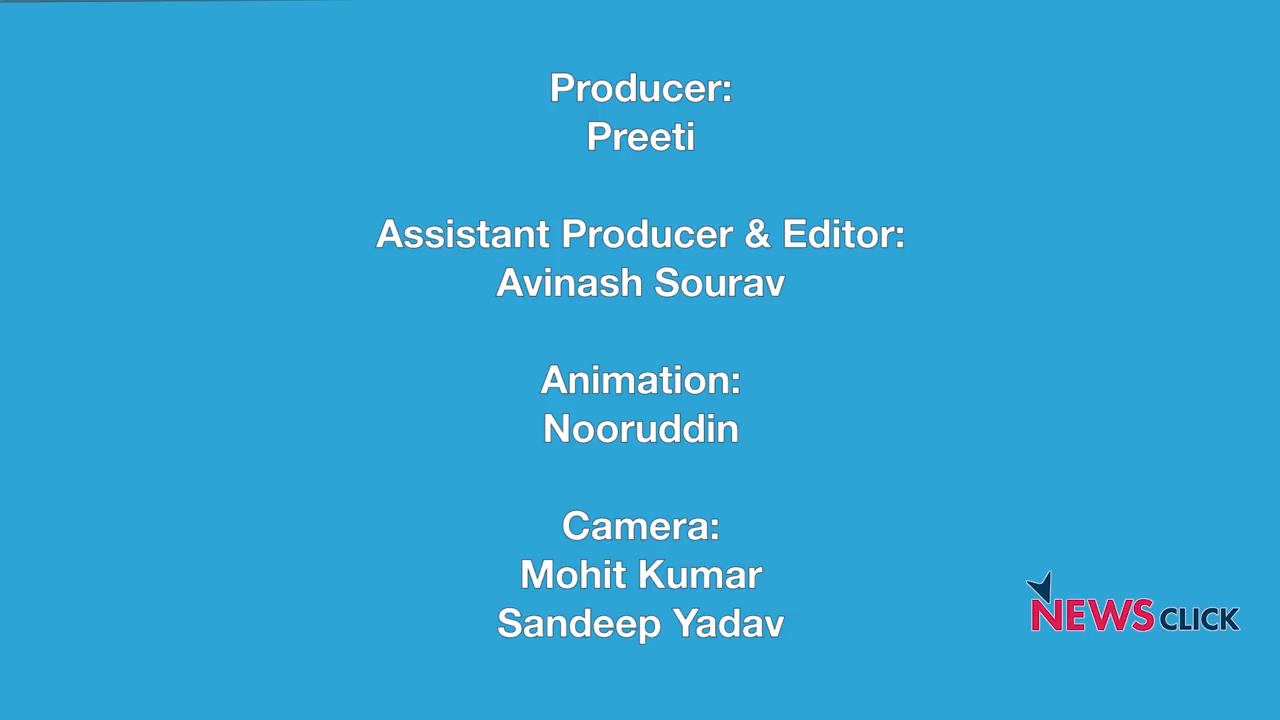 Producer:
Preeti
Assistant Producer & Editor:
Avinash Sourav
Animation:
Nooruddin
Camera:
Mohit Kumar
Sandeep Yadav
NEWSCLICK